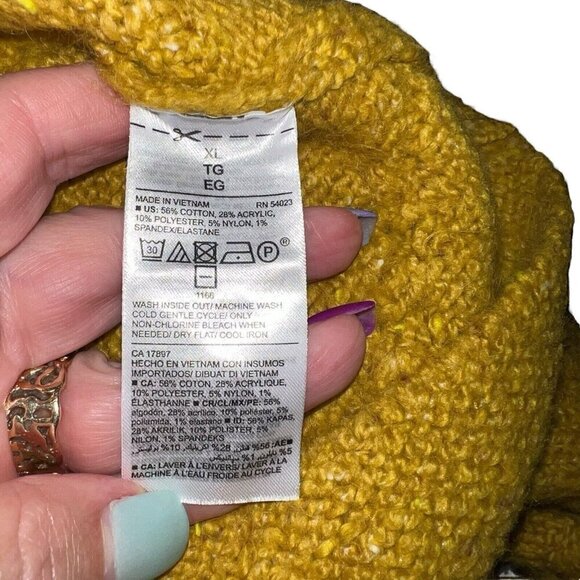 XL
TG
EG
MADE IN VIETNAM RN 54023
■ US: 56% COTTON, 28% ACRYLIC,
10% POLYESTER, 5% NYLON, 1%
SPANDEX/ELASTANE
30 P ®
1166
WASH INSIDE OUT/ MACHINE WASH
COLD GENTLE CYCLE/ ONLY
NON-CHLORINE BLEACH WHEN
NEEDED/ DRY FLAT/ COOL IRON
CA 17897
HECHO EN VIETNAM CON INSUMOS
IMPORTADOS/ DIBUAT DI VIETNAM
■ CA: 56% COTON, 28% ACRYLIQUE,
10% POLYESTER, 5% NYLON, 1%
ÉLASTHANNE ■ CR/CL/MX/PE: 56%
algodón, 28% acrílico, 10% poliéster, 5%
poliamida, 1% elastano ■ ID: 56% KAPAS,
28% AKRILIK, 10% POLISTER, 5%
NILON, 1% SPANDEKS
■ CA: LAVER À L'ENVERS/ LAVER À LA
MACHINE À L'EAU FROIDE AU CYCLE